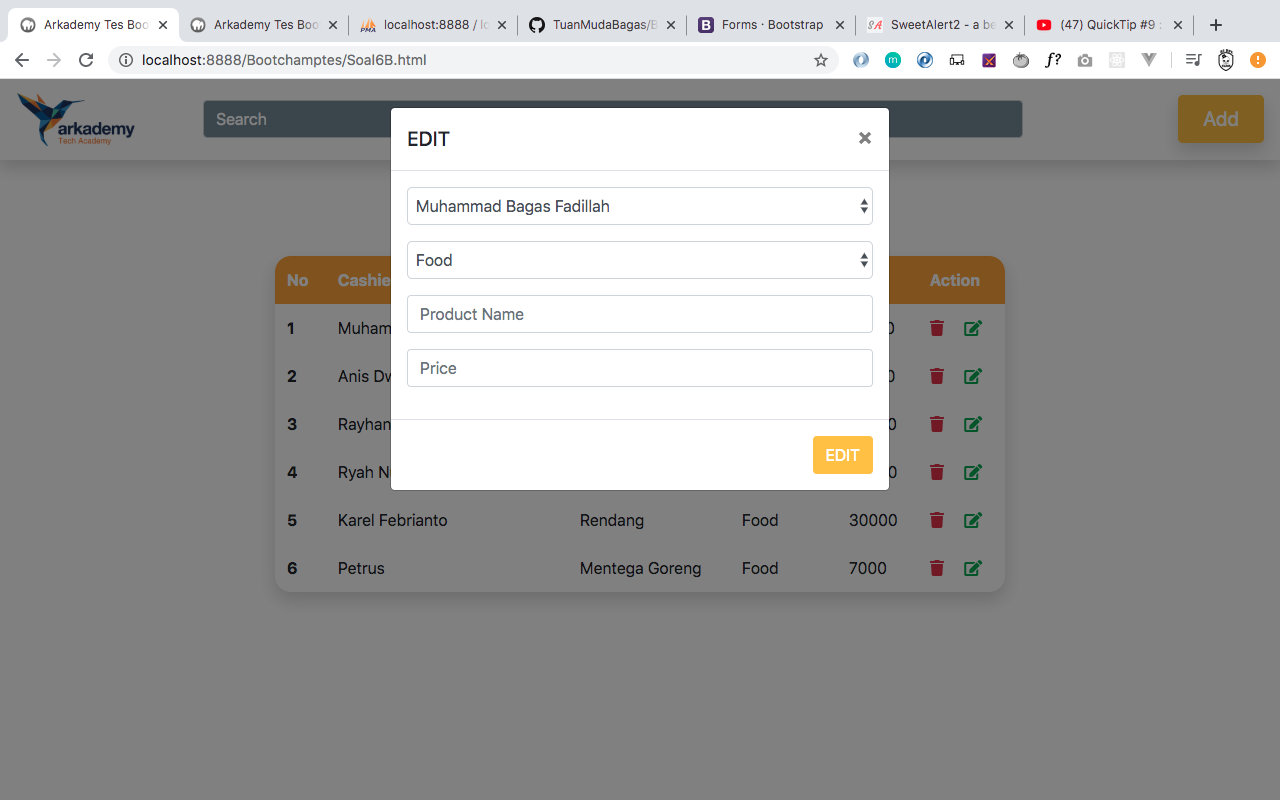 Arkademy Tes Boo
Arkademy Tes Boo
localhost:8888 / lo
TuanMudaBagas/B
Forms · Bootstrap
SweetAlert2 - a be
(47) QuickTip #9 :
localhost:8888/Bootchamptes/Soal6B.html
arkademy
Tech Academy
Search
Add
EDIT
Muhammad Bagas Fadillah
Food
Product Name
Price
EDIT
No Cashie Action
1 Muham 0
2 Anis Dw 0
3 Rayhan 0
4 Ryah N 0
5 Karel Febrianto Rendang Food 30000
6 Petrus Mentega Goreng Food 7000